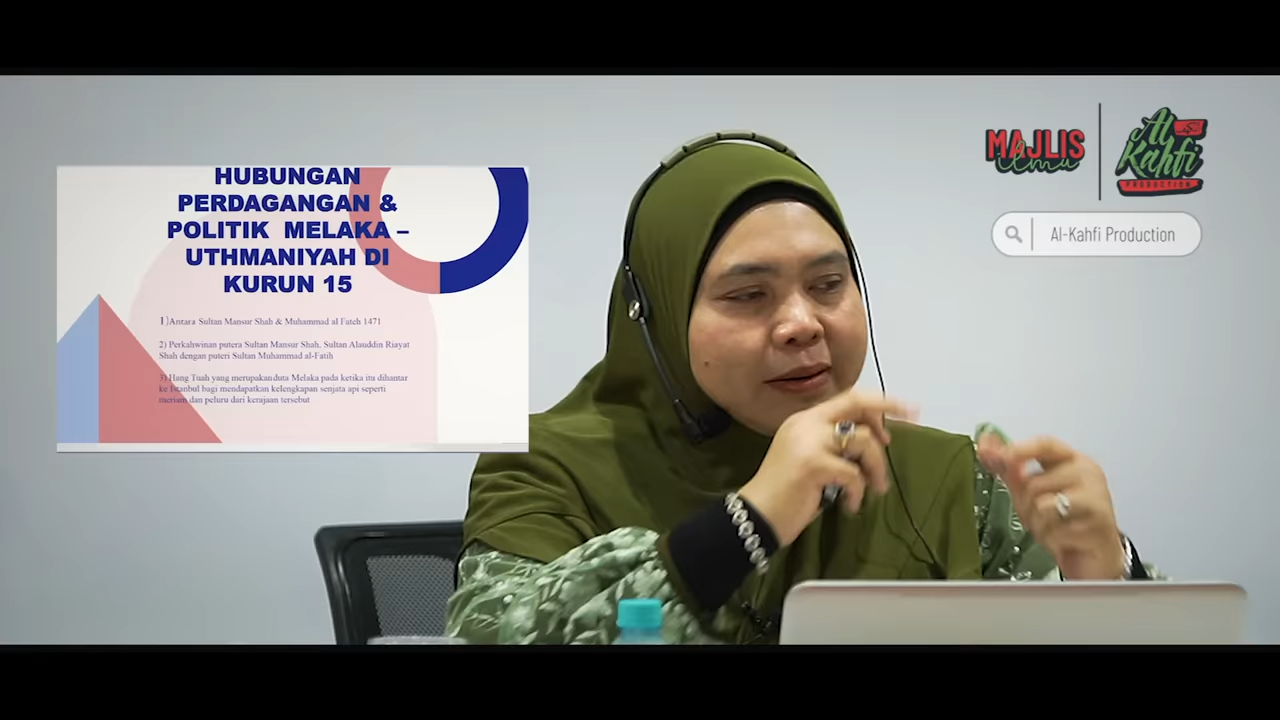 HUBUNGAN
PERDAGANGAN &
POLITIK MELAKA –
UTHMANIYAH DI
KURUN 15
1)Antara Sultan Mansur Shah & Muhammad al Fateh 1471
2) Perkahwinan putera Sultan Mansur Shah, Sultan Alauddin Riayat
Shah dengan puteri Sultan Muhammad al-Fatih
3) Hang Tuah yang merupakan duta Melaka pada ketika itu dihantar
ke Istanbul bagi mendapatkan kelengkapan senjata api seperti
meriam dan peluru dari kerajaan tersebut
MAJLIS
Ilmu
Al
Kahfi
PRODUCTION
Al-Kahfi Production